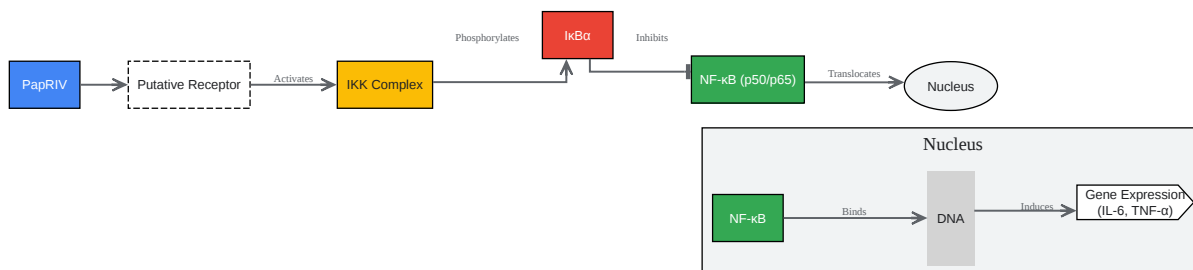 PapRIV
Putative Receptor
Activates
IKK Complex
Phosphorylates
IκBα
Inhibits
NF-κB (p50/p65)
Translocates
Nucleus
Nucleus
NF-κB
Binds
DNA
Induces
Gene Expression
(IL-6, TNF-α)